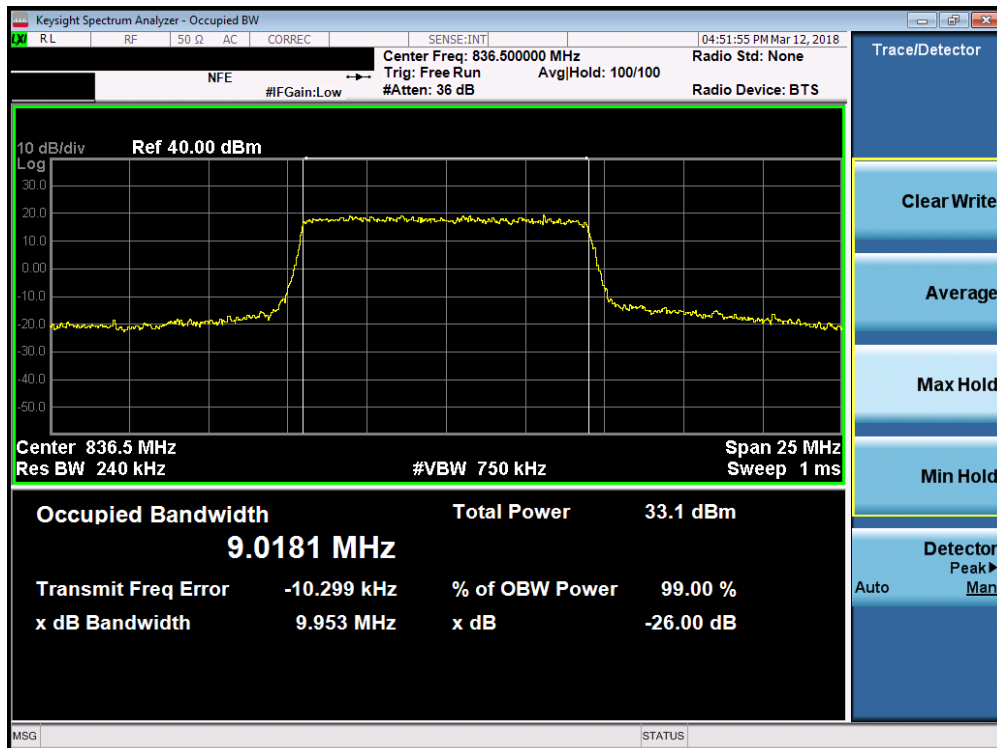 Keysight Spectrum Analyzer - Occupied BW
LXI RL RF 50 Ω AC CORREC SENSE:INT 04:51:55 PM Mar 12, 2018
Center Freq: 836.500000 MHz Radio Std: None
NFE Trig: Free Run Avg|Hold: 100/100
#IFGain:Low #Atten: 36 dB Radio Device: BTS
Trace/Detector
10 dB/div Ref 40.00 dBm
Log
30.0
20.0
10.0
0.00
-10.0
-20.0
-30.0
-40.0
-50.0
Center 836.5 MHz Span 25 MHz
Res BW 240 kHz #VBW 750 kHz Sweep 1 ms
Occupied Bandwidth Total Power 33.1 dBm
9.0181 MHz
Transmit Freq Error -10.299 kHz % of OBW Power 99.00 %
x dB Bandwidth 9.953 MHz x dB -26.00 dB
Clear Write
Average
Max Hold
Min Hold
Detector
Peak▶
Auto Man
MSG STATUS